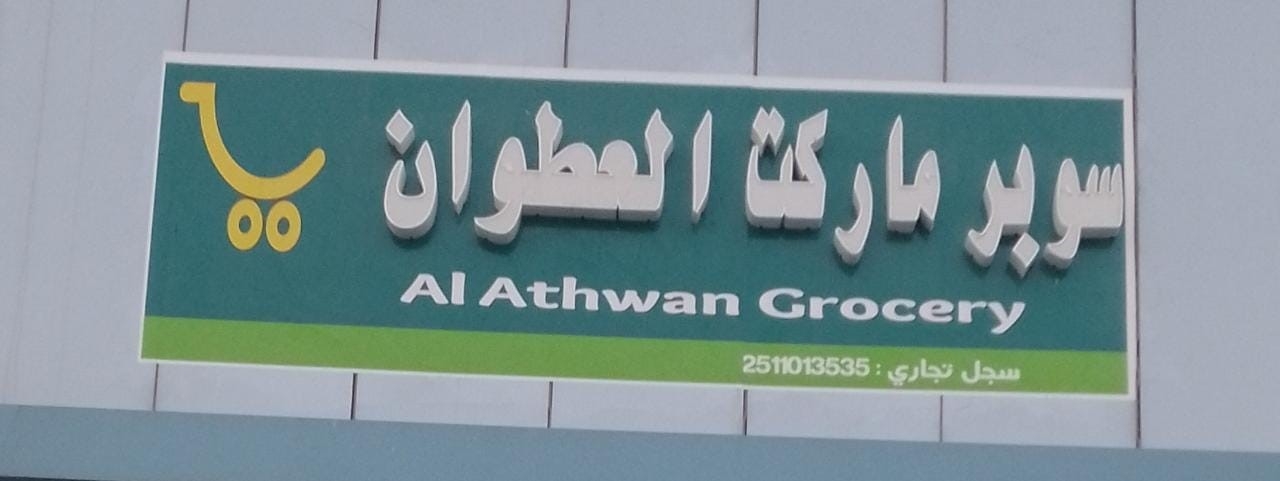 سوبر ماركت العطوان
Al Athwan Grocery
سجل تجاري : 2511013535